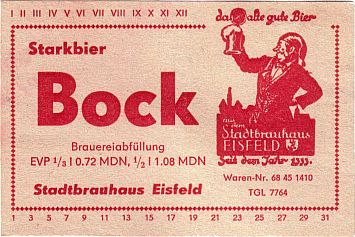 I II III IV V VI VII VIII IX X XI XII
das alte gute Bier
Starkbier
Bock
Brauereiabfüllung
EVP 1/3 l 0.72 MDN, 1/2 l 1.08 MDN
Stadtbrauhaus Eisfeld
aus dem
Stadtbrauhaus
EISFELD
Seit dem Jahr 1535.
Waren-Nr. 68 45 1410
TGL 7764
1 3 5 7 9 11 13 15 17 19 21 23 25 27 29 31